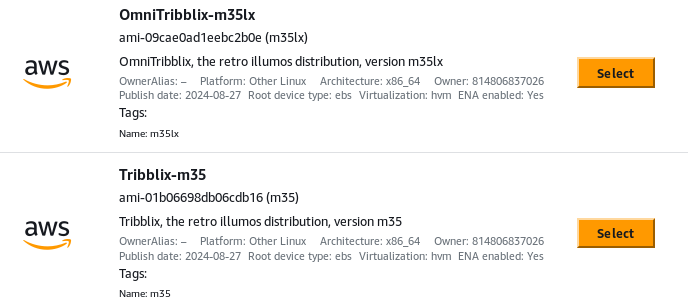 OmniTribblix-m35lx
ami-09cae0ad1eebc2b0e (m35lx)
aws
OmniTribblix, the retro illumos distribution, version m35lx
Select
OwnerAlias: – Platform: Other Linux Architecture: x86_64 Owner: 814806837026
Publish date: 2024-08-27 Root device type: ebs Virtualization: hvm ENA enabled: Yes
Tags:
Name: m35lx
Tribblix-m35
ami-01b06698db06cdb16 (m35)
aws
Tribblix, the retro illumos distribution, version m35
Select
OwnerAlias: – Platform: Other Linux Architecture: x86_64 Owner: 814806837026
Publish date: 2024-08-27 Root device type: ebs Virtualization: hvm ENA enabled: Yes
Tags:
Name: m35